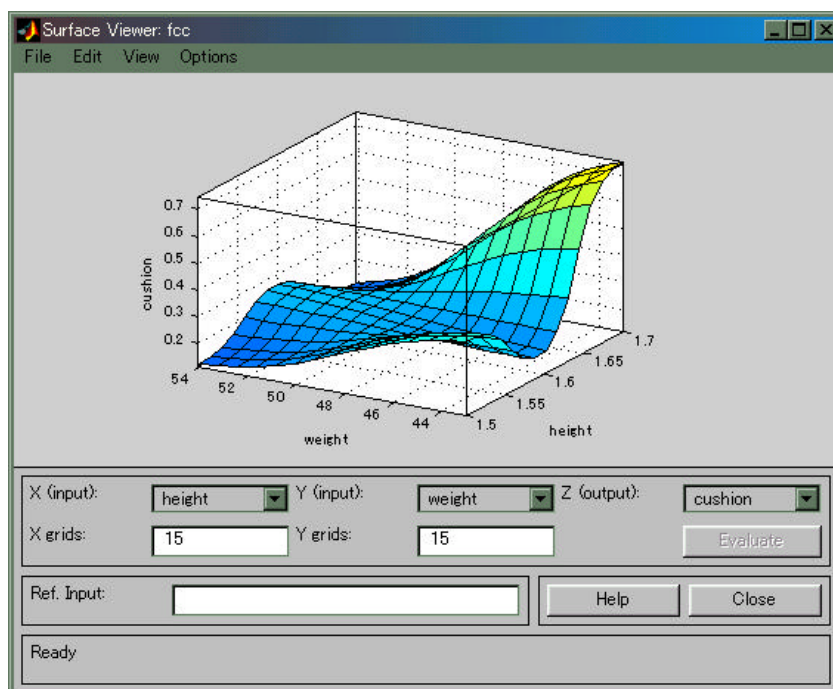 Surface Viewer: fcc
File Edit View Options
0.7
0.6
0.5
0.4
0.3
0.2
cushion
54
52
50
48
46
44
weight
1.5
1.55
1.6
1.65
1.7
height
X (input): height Y (input): weight Z (output): cushion
X grids: 15 Y grids: 15 Evaluate
Ref. Input: Help Close
Ready